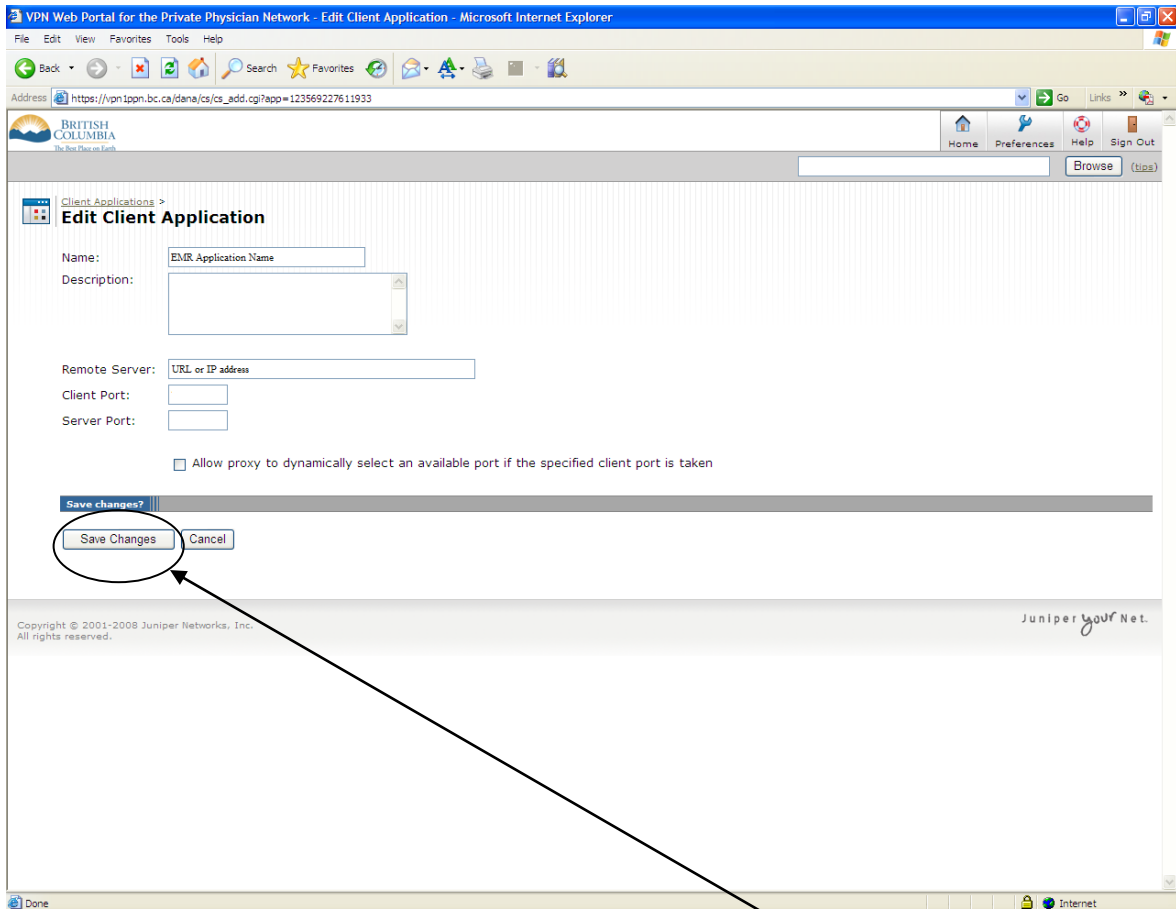 VPN Web Portal for the Private Physician Network - Edit Client Application - Microsoft Internet Explorer
File Edit View Favorites Tools Help
Back Search Favorites
Address https://vpn1ppn.bc.ca/dana/cs/cs_add.cgi?app=123569227611933 Go Links »
BRITISH
COLUMBIA
The Best Place on Earth
Home Preferences Help Sign Out
Browse (tips)
Client Applications >
Edit Client Application
Name: EMR Application Name
Description:
Remote Server: URL or IP address
Client Port:
Server Port:
Allow proxy to dynamically select an available port if the specified client port is taken
Save changes?
Save Changes Cancel
Copyright © 2001-2008 Juniper Networks, Inc.
All rights reserved.
Juniper your Net.
Done Internet